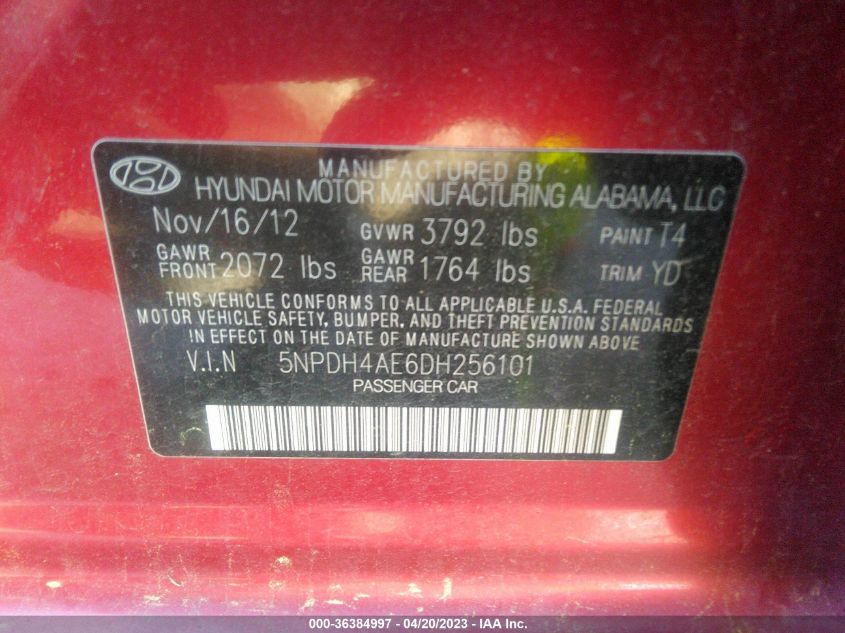 MANUFACTURED BY
HYUNDAI MOTOR MANUFACTURING ALABAMA, LLC
Nov/16/12 GVWR 3792 lbs PAINT T4
GAWR FRONT 2072 lbs GAWR REAR 1764 lbs TRIM YD
THIS VEHICLE CONFORMS TO ALL APPLICABLE U.S.A. FEDERAL
MOTOR VEHICLE SAFETY, BUMPER, AND THEFT PREVENTION STANDARDS
IN EFFECT ON THE DATE OF MANUFACTURE SHOWN ABOVE
V.I.N 5NPDH4AE6DH256101
PASSENGER CAR
000-36384997 - 04/20/2023 - IAA Inc.